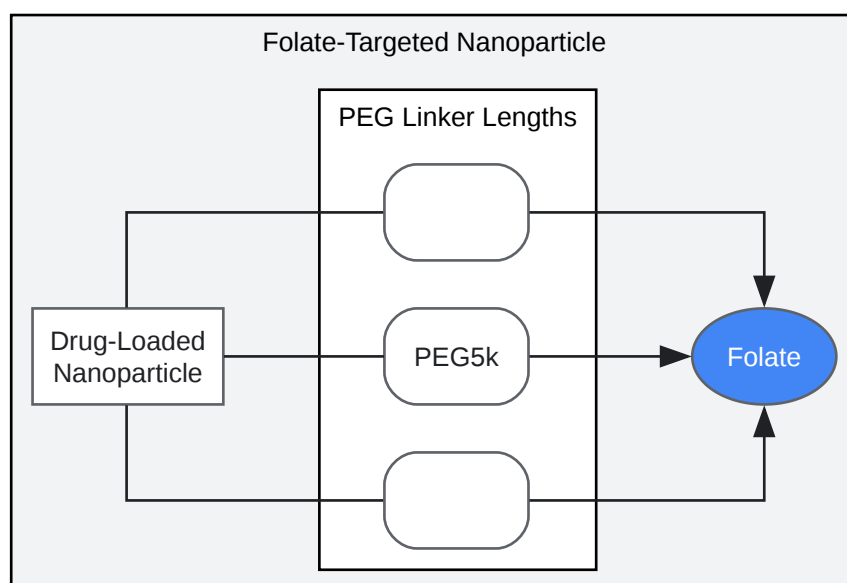 Folate-Targeted Nanoparticle
PEG Linker Lengths
Drug-Loaded
Nanoparticle
PEG5k
Folate